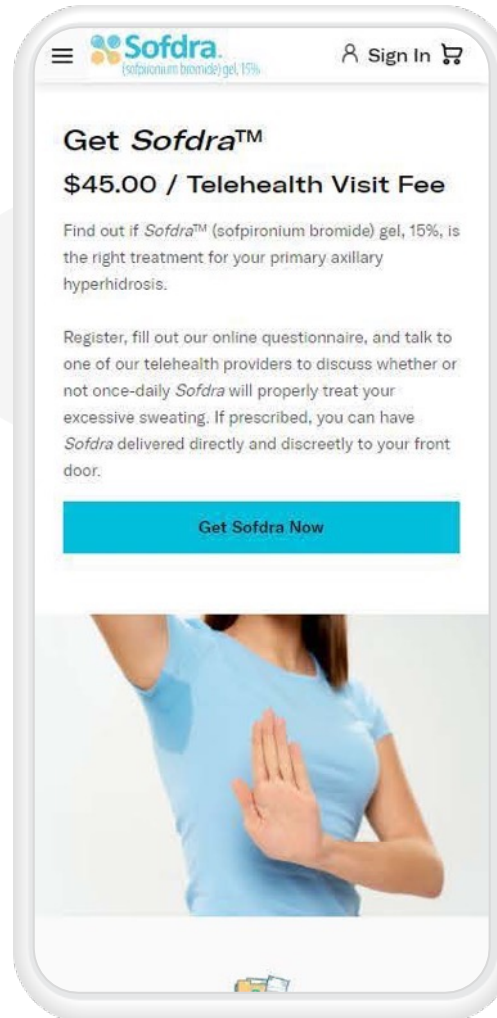 Sofdra.
(sofpironium bromide) gel, 15%
Sign In
Get Sofdra™
$45.00 / Telehealth Visit Fee
Find out if Sofdra™ (sofpironium bromide) gel, 15%, is
the right treatment for your primary axillary
hyperhidrosis.
Register, fill out our online questionnaire, and talk to
one of our telehealth providers to discuss whether or
not once-daily Sofdra will properly treat your
excessive sweating. If prescribed, you can have
Sofdra delivered directly and discreetly to your front
door.
Get Sofdra Now